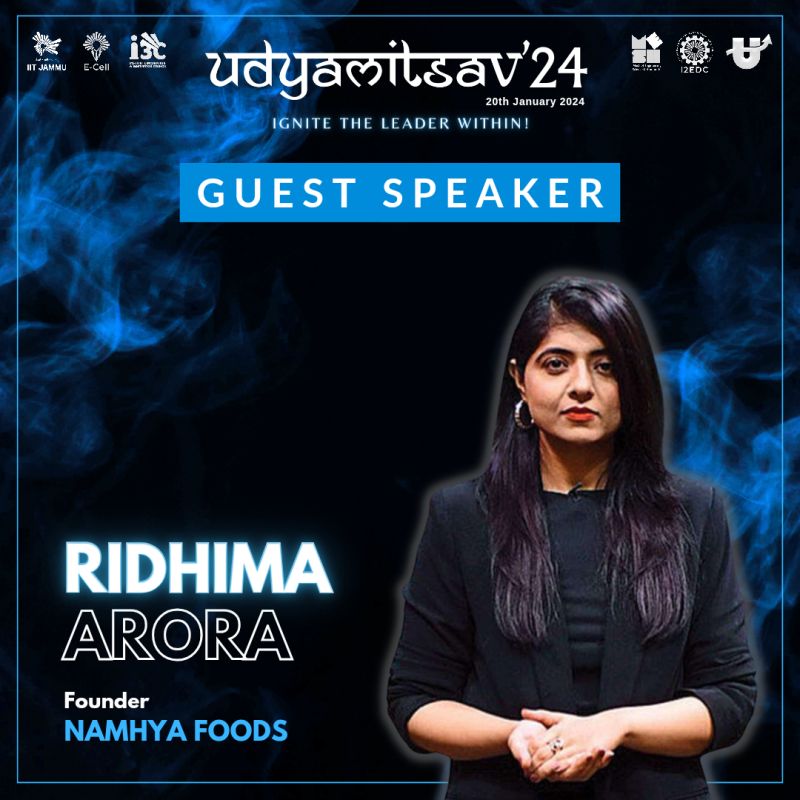 IIT JAMMU
E-Cell
i3c
I2EDC
udyamitsav'24
20th January 2024
IGNITE THE LEADER WITHIN!
GUEST SPEAKER
RIDHIMA
ARORA
Founder
NAMHYA FOODS